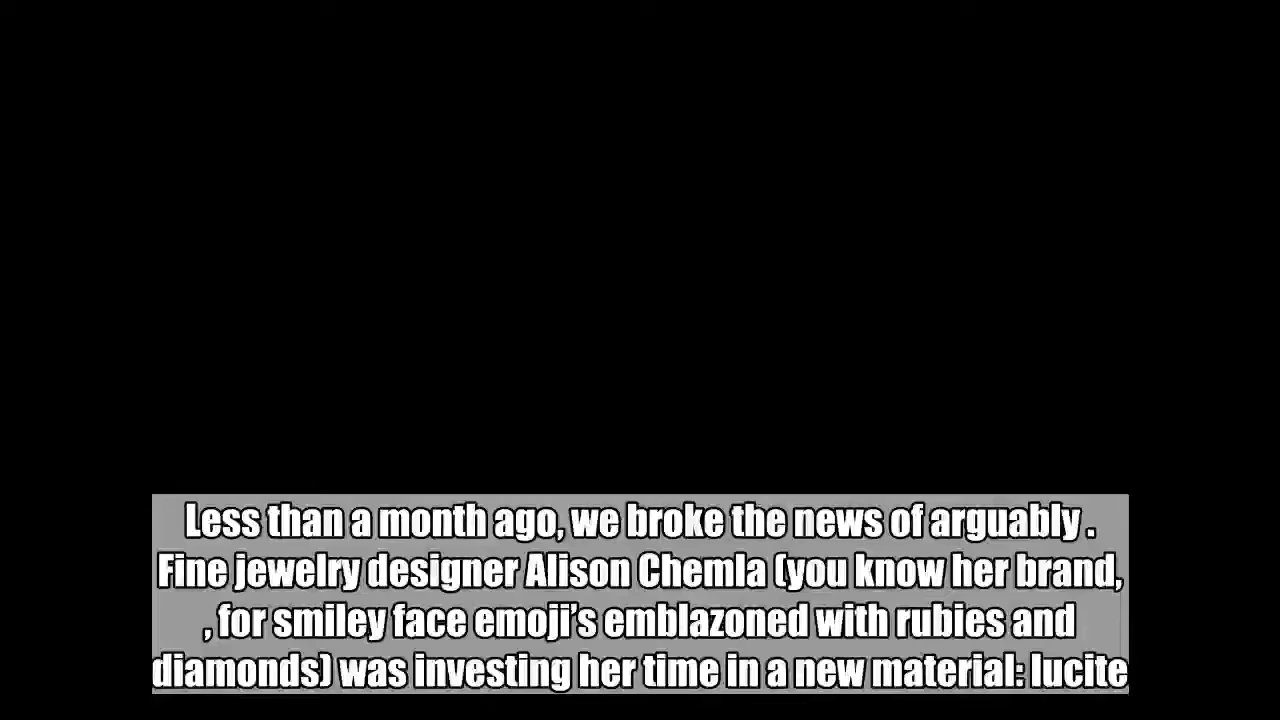 Less than a month ago, we broke the news of arguably .
Fine jewelry designer Alison Chemla (you know her brand,
, for smiley face emoji’s emblazoned with rubies and
diamonds) was investing her time in a new material: lucite